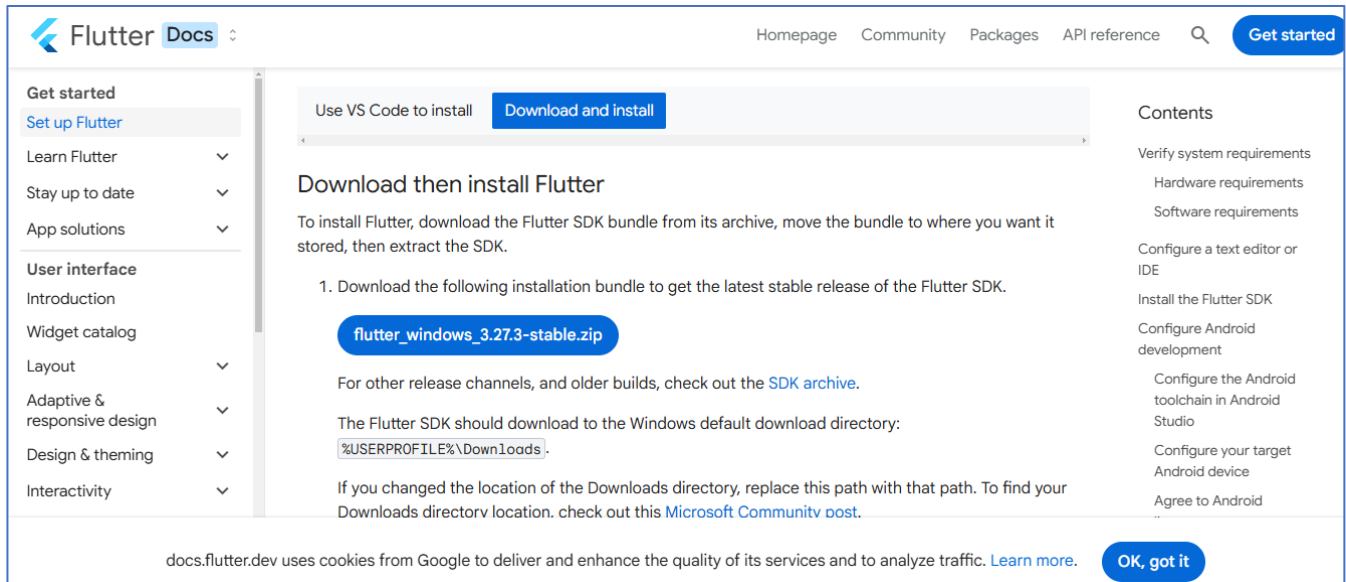 Flutter Docs
Homepage
Community
Packages
API reference
Get started
Get started
Set up Flutter
Learn Flutter
Stay up to date
App solutions
User interface
Introduction
Widget catalog
Layout
Adaptive &
responsive design
Design & theming
Interactivity
Use VS Code to install
Download and install
Download then install Flutter
To install Flutter, download the Flutter SDK bundle from its archive, move the bundle to where you want it
stored, then extract the SDK.
1. Download the following installation bundle to get the latest stable release of the Flutter SDK.
flutter_windows_3.27.3-stable.zip
For other release channels, and older builds, check out the SDK archive.
The Flutter SDK should download to the Windows default download directory:
%USERPROFILE%\Downloads.
If you changed the location of the Downloads directory, replace this path with that path. To find your
Downloads directory location, check out this Microsoft Community post.
Contents
Verify system requirements
Hardware requirements
Software requirements
Configure a text editor or
IDE
Install the Flutter SDK
Configure Android
development
Configure the Android
toolchain in Android
Studio
Configure your target
Android device
Agree to Android
docs.flutter.dev uses cookies from Google to deliver and enhance the quality of its services and to analyze traffic. Learn more.
OK, got it